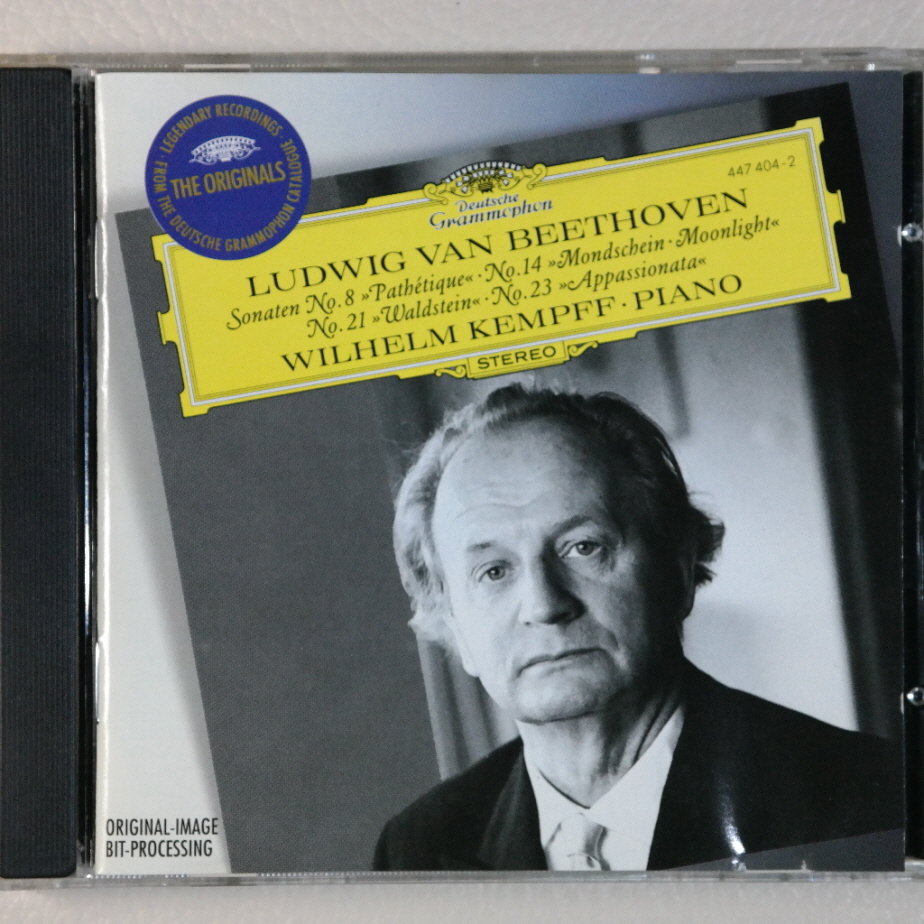 LEGENDARY RECORDINGS
THE ORIGINALS
FROM THE DEUTSCHE GRAMMOPHON CATALOGUE
447 404-2
Deutsche
Grammophon
LUDWIG VAN BEETHOVEN
Sonaten No. 8 »Pathétique« · No. 14 »Mondschein · Moonlight«
No. 21 »Waldstein« · No. 23 »Appassionata«
WILHELM KEMPFF · PIANO
STEREO
ORIGINAL-IMAGE
BIT-PROCESSING